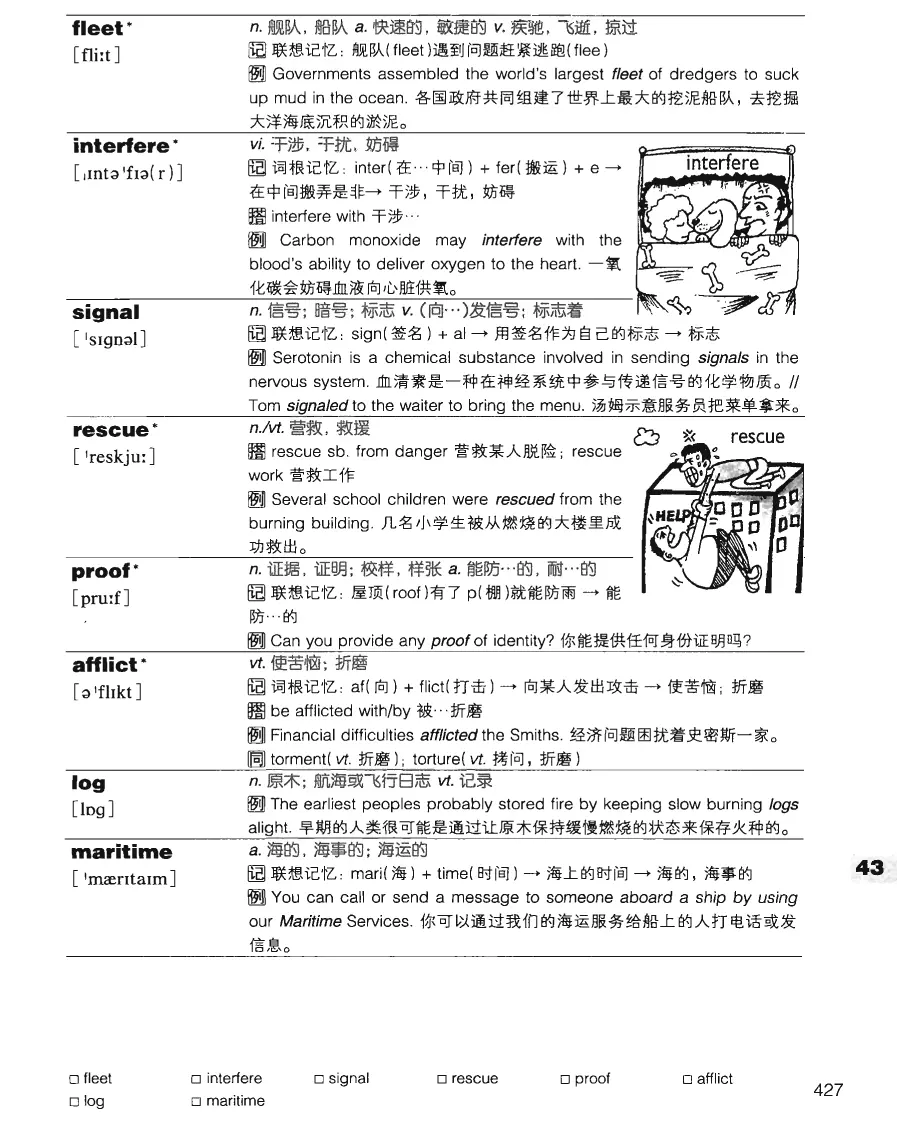 fleet*
[fliːt]
n. 舰队, 船队 a. 快速的, 敏捷的 v. 疾驰, 飞逝, 掠过
记 联想记忆: 舰队(fleet)遇到问题赶紧逃跑(flee)
例 Governments assembled the world's largest fleet of dredgers to suck
up mud in the ocean. 各国政府共同组建了世界上最大的挖泥船队, 去挖掘
大洋海底沉积的淤泥。
interfere*
[ˌɪntəˈfɪə(r)]
vi. 干涉, 干扰, 妨碍
记 词根记忆: inter(在…中间) + fer(搬运) + e →
在中间搬弄是非→ 干涉, 干扰, 妨碍
搭 interfere with 干涉…
例 Carbon monoxide may interfere with the
blood's ability to deliver oxygen to the heart. 一氧
化碳会妨碍血液向心脏供氧。
interfere
signal
[ˈsɪgnəl]
n. 信号; 暗号; 标志 v. (向…)发信号; 标志着
记 联想记忆: sign(签名) + al → 用签名作为自己的标志 → 标志
例 Serotonin is a chemical substance involved in sending signals in the
nervous system. 血清素是一种在神经系统中参与传递信号的化学物质。//
Tom signaled to the waiter to bring the menu. 汤姆示意服务员把菜单拿来。
rescue*
[ˈreskjuː]
n./vt. 营救, 救援
搭 rescue sb. from danger 营救某人脱险; rescue
work 营救工作
例 Several school children were rescued from the
burning building. 几名小学生被从燃烧的大楼里成
功救出。
rescue
HELP
proof*
[pruːf]
n. 证据, 证明; 校样, 样张 a. 能防…的, 耐…的
记 联想记忆: 屋顶(roof)有了 p(棚)就能防雨 → 能
防…的
例 Can you provide any proof of identity? 你能提供任何身份证明吗?
afflict*
[əˈflɪkt]
vt. 使苦恼; 折磨
记 词根记忆: af(向) + flict(打击) → 向某人发出攻击 → 使苦恼; 折磨
搭 be afflicted with/by 被…折磨
例 Financial difficulties afflicted the Smiths. 经济问题困扰着史密斯一家。
同 torment(vt. 折磨); torture(vt. 拷问, 折磨)
log
[lɒg]
n. 原木; 航海或飞行日志 vt. 记录
例 The earliest peoples probably stored fire by keeping slow burning logs
alight. 早期的人类很可能是通过让原木保持缓慢燃烧的状态来保存火种的。
maritime
[ˈmærɪtaɪm]
a. 海的, 海事的; 海运的
记 联想记忆: mari(海) + time(时间) → 海上的时间 → 海的, 海事的
例 You can call or send a message to someone aboard a ship by using
our Maritime Services. 你可以通过我们的海运服务给船上的人打电话或发
信息。
43
□ fleet □ interfere □ signal □ rescue □ proof □ afflict
□ log □ maritime
427